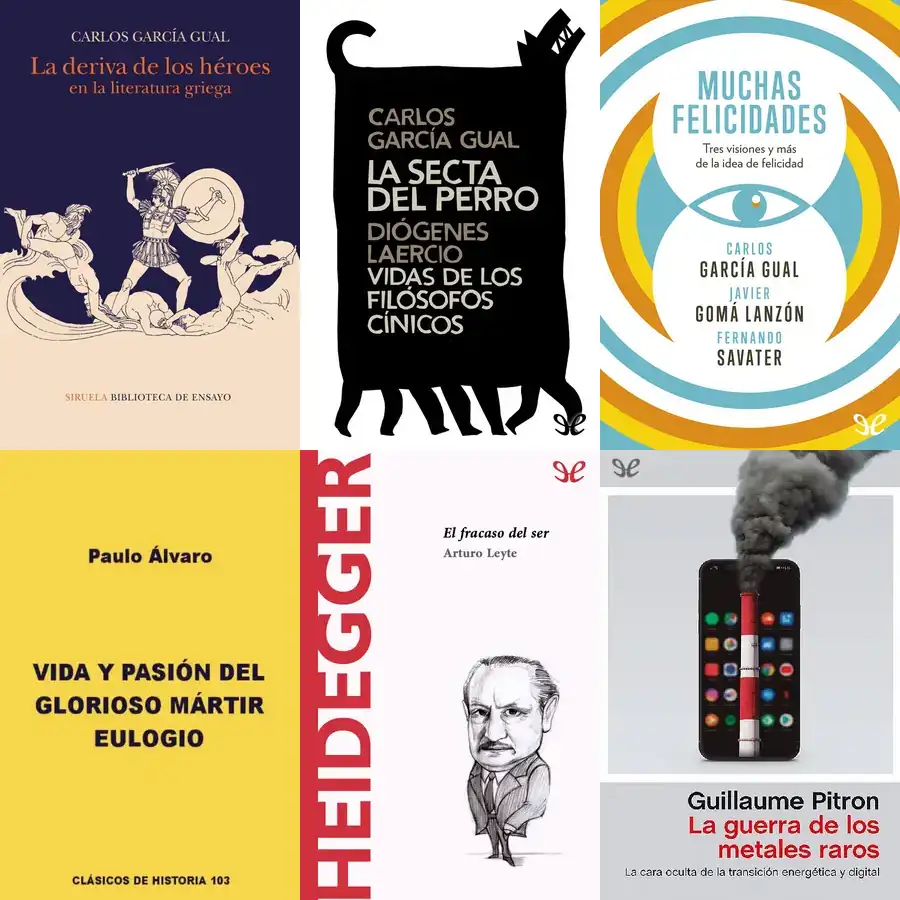 CARLOS GARCÍA GUAL
La deriva de los héroes
en la literatura griega
SIRUELA BIBLIOTECA DE ENSAYO
CARLOS
GARCÍA GUAL
LA SECTA
DEL PERRO
DIÓGENES
LAERCIO
VIDAS DE LOS
FILÓSOFOS
CÍNICOS
MUCHAS
FELICIDADES
Tres visiones y más
de la idea de felicidad
CARLOS
GARCÍA GUAL
JAVIER
GOMÁ LANZÓN
FERNANDO
SAVATER
Paulo Álvaro
VIDA Y PASIÓN DEL
GLORIOSO MÁRTIR
EULOGIO
CLÁSICOS DE HISTORIA 103
HEIDEGGER
El fracaso del ser
Arturo Leyte
Guillaume Pitron
La guerra de los
metales raros
La cara oculta de la transición energética y digital